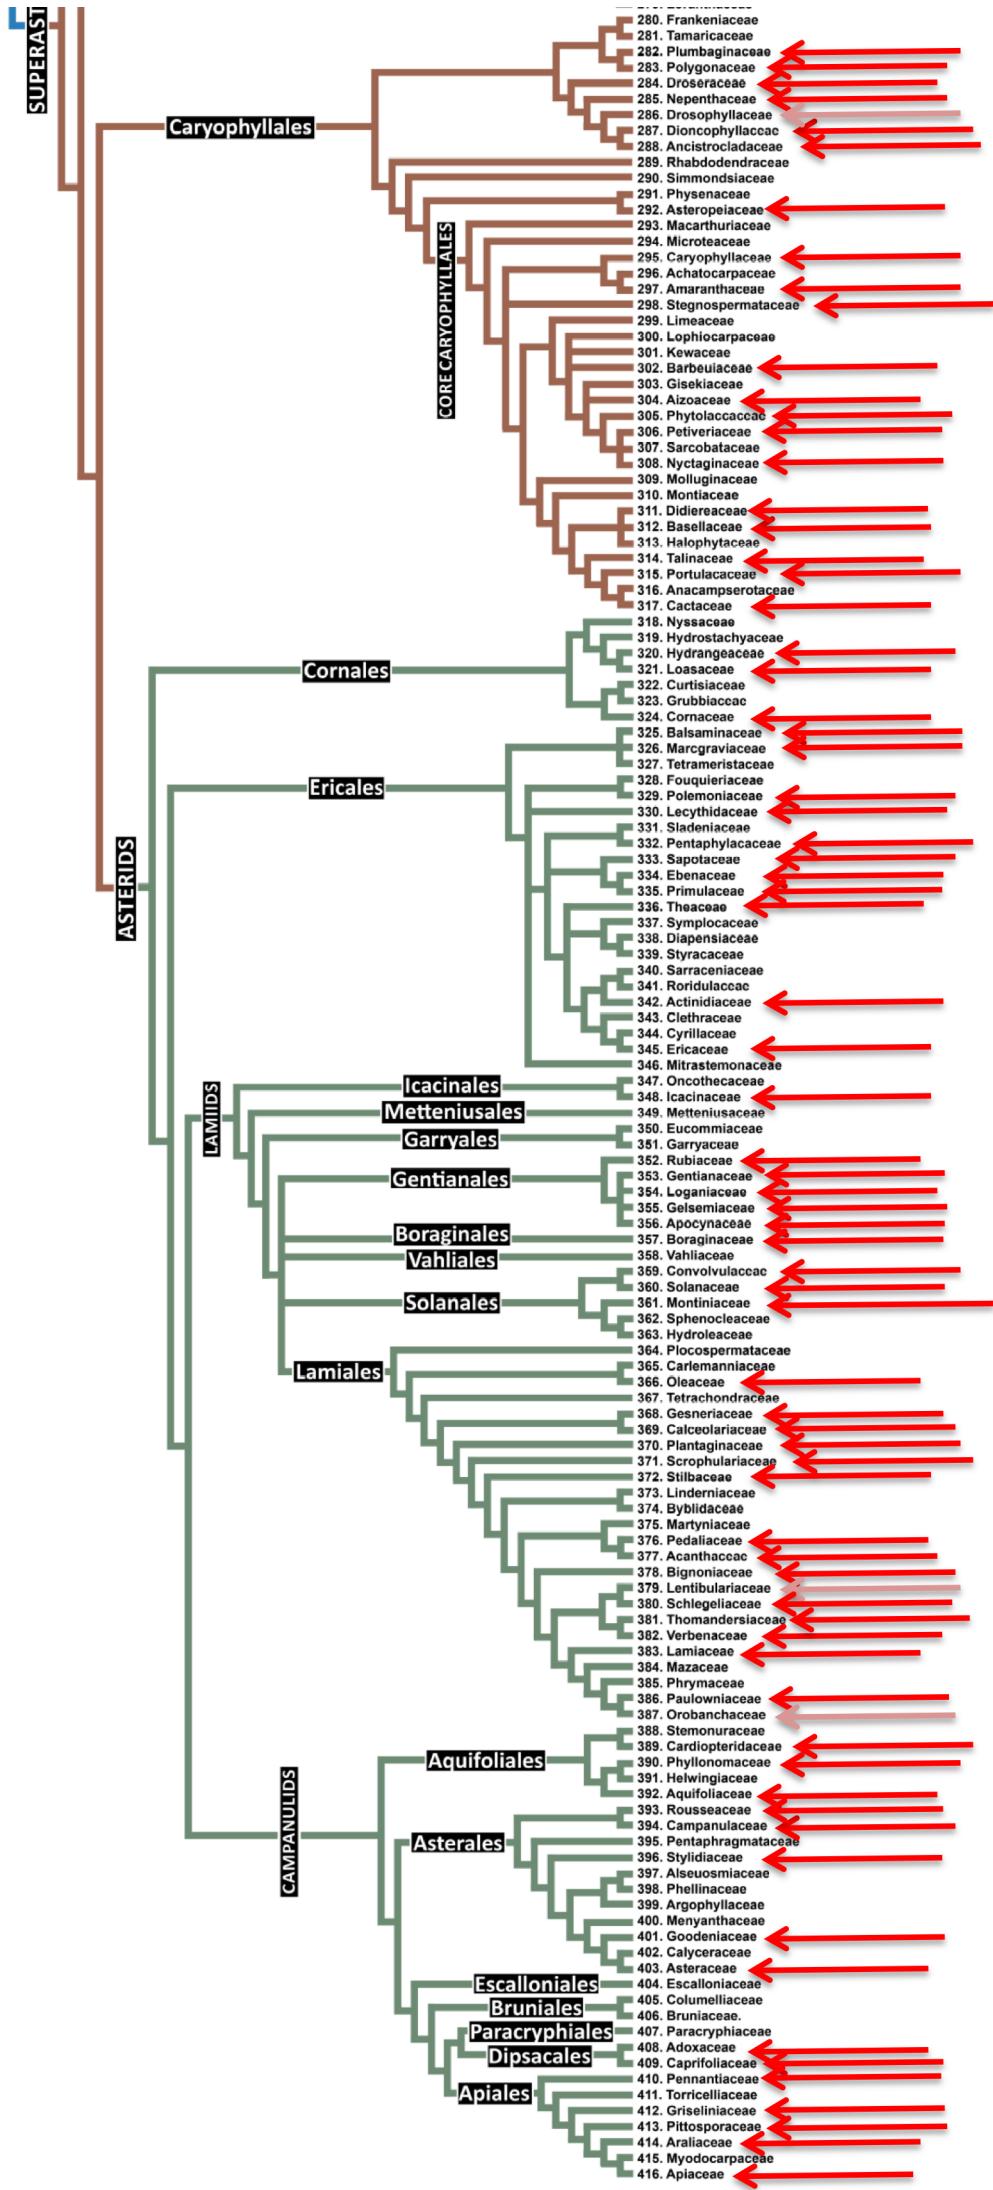 SUPERAST
280. Frankeniaceae
281. Tamaricaceae
282. Plumbaginaceae
283. Polygonaceae
284. Droseraceae
285. Nepenthaceae
286. Drosophyllaceae
287. Dioncophyllaceae
Caryophyllales
288. Ancistrocladaceae
289. Rhabdodendraceae
290. Simmondsiaceae
291. Physenaceae
292. Asteropeiaceae
293. Macarthuriaceae
294. Microteaceae
295. Caryophyllaceae
296. Achatocarpaceae
297. Amaranthaceae
298. Stegnospermataceae
CORE CARYOPHYLLALES
299. Limeaceae
300. Lophiocarpaceae
301. Kewaceae
302. Barbeuiaceae
303. Gisekiaceae
304. Aizoaceae
305. Phytolaccaceae
306. Petiveriaceae
307. Sarcobataceae
308. Nyctaginaceae
309. Molluginaceae
310. Montiaceae
311. Didiereaceae
312. Basellaceae
313. Halophytaceae
314. Talinaceae
315. Portulacaceae
316. Anacampserotaceae
317. Cactaceae
318. Nyssaceae
319. Hydrostachyaceae
320. Hydrangeaceae
Cornales
321. Loasaceae
322. Curtisiaceae
323. Grubbiaceae
324. Cornaceae
325. Balsaminaceae
326. Marcgraviaceae
327. Tetrameristaceae
328. Fouquieriaceae
Ericales
329. Polemoniaceae
330. Lecythidaceae
331. Sladeniaceae
332. Pentaphylacaceae
333. Sapotaceae
334. Ebenaceae
335. Primulaceae
ASTERIDS
336. Theaceae
337. Symplocaceae
338. Diapensiaceae
339. Styracaceae
340. Sarraceniaceae
341. Roridulaceae
342. Actinidiaceae
343. Clethraceae
344. Cyrillaceae
345. Ericaceae
346. Mitrastemonaceae
347. Oncothecaceae
Icacinales
348. Icacinaceae
LAMIIDS
Metteniusales
349. Metteniusaceae
350. Eucommiaceae
Garryales
351. Garryaceae
352. Rubiaceae
353. Gentianaceae
Gentianales
354. Loganiaceae
355. Gelsemiaceae
356. Apocynaceae
Boraginales
357. Boraginaceae
Vahliales
358. Vahliaceae
359. Convolvulaceae
360. Solanaceae
Solanales
361. Montiniaceae
362. Sphenocleaceae
363. Hydroleaceae
364. Plocospermataceae
365. Carlemanniaceae
Lamiales
366. Oleaceae
367. Tetrachondraceae
368. Gesneriaceae
369. Calceolariaceae
370. Plantaginaceae
371. Scrophulariaceae
372. Stilbaceae
373. Linderniaceae
374. Byblidaceae
375. Martyniaceae
376. Pedaliaceae
377. Acanthaceae
378. Bignoniaceae
379. Lentibulariaceae
380. Schlegeliaceae
381. Thomandersiaceae
382. Verbenaceae
383. Lamiaceae
384. Mazaceae
385. Phrymaceae
386. Paulowniaceae
387. Orobanchaceae
388. Stemonuraceae
389. Cardiopteridaceae
Aquifoliales
390. Phyllonomaceae
391. Helwingiaceae
392. Aquifoliaceae
393. Rousseaceae
394. Campanulaceae
CAMPANULIDS
Asterales
395. Pentaphragmataceae
396. Stylidiaceae
397. Alseuosmiaceae
398. Phellinaceae
399. Argophyllaceae
400. Menyanthaceae
401. Goodeniaceae
402. Calyceraceae
403. Asteraceae
Escalloniales
404. Escalloniaceae
405. Columelliaceae
Bruniales
406. Bruniaceae.
Paracryphiales
407. Paracryphiaceae
408. Adoxaceae
Dipsacales
409. Caprifoliaceae
410. Pennantiaceae
Apiales
411. Torricelliaceae
412. Griseliniaceae
413. Pittosporaceae
414. Araliaceae
415. Myodocarpaceae
416. Apiaceae